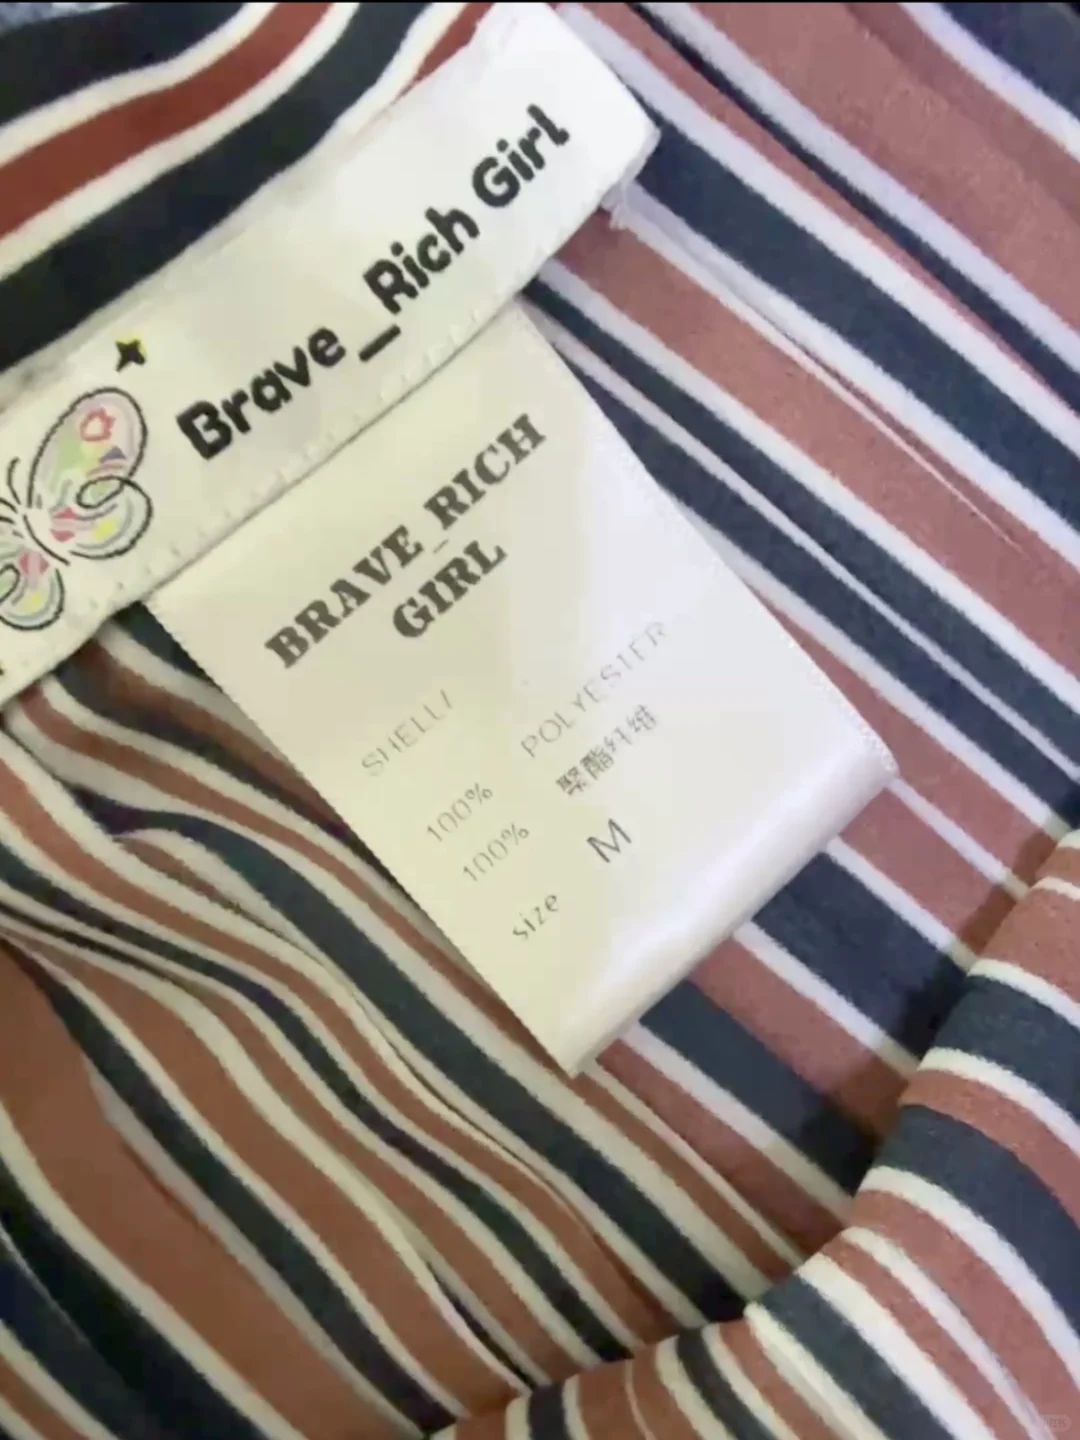 Brave_Rich Girl
BRAVE_RICH
GIRL
SHELL/
100% POLYESTER
100% 聚酯纤维
size M